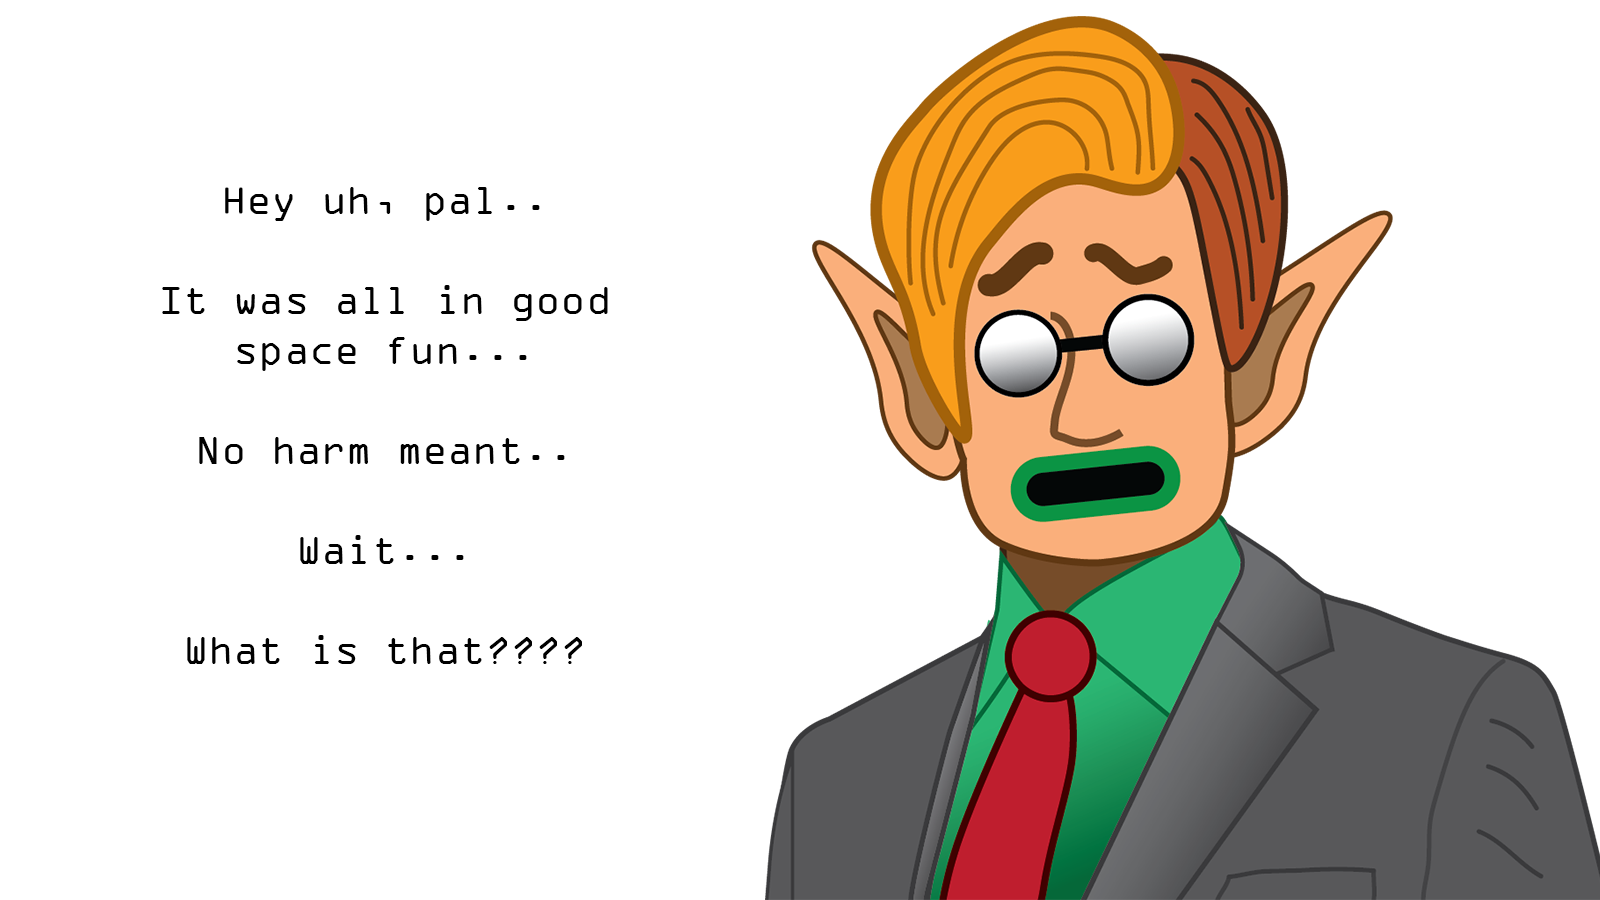 Hey uh, pal..
It was all in good
space fun...
No harm meant..
Wait...
What is that????